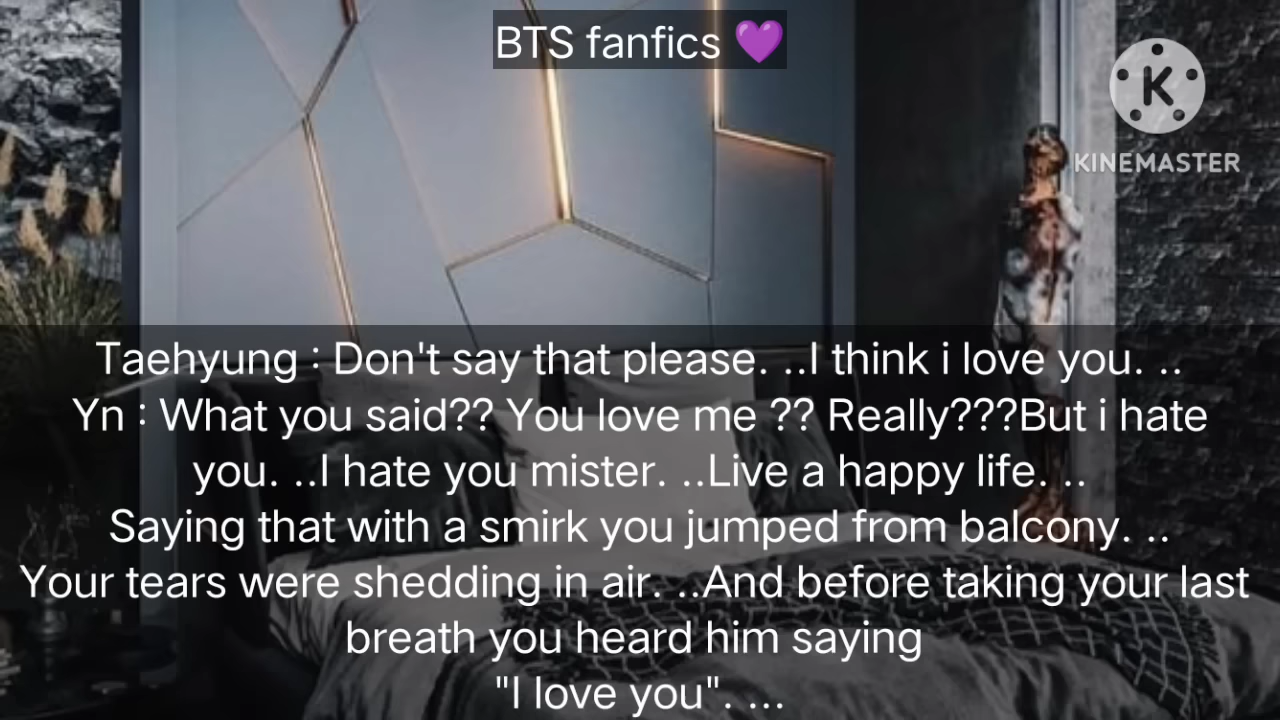 BTS fanfics 💜
K
KINEMASTER
Taehyung : Don't say that please. ..I think i love you. ..
Yn : What you said?? You love me ?? Really???But i hate
you. ..I hate you mister. ..Live a happy life. ..
Saying that with a smirk you jumped from balcony. ..
Your tears were shedding in air. ..And before taking your last
breath you heard him saying
"I love you". ...